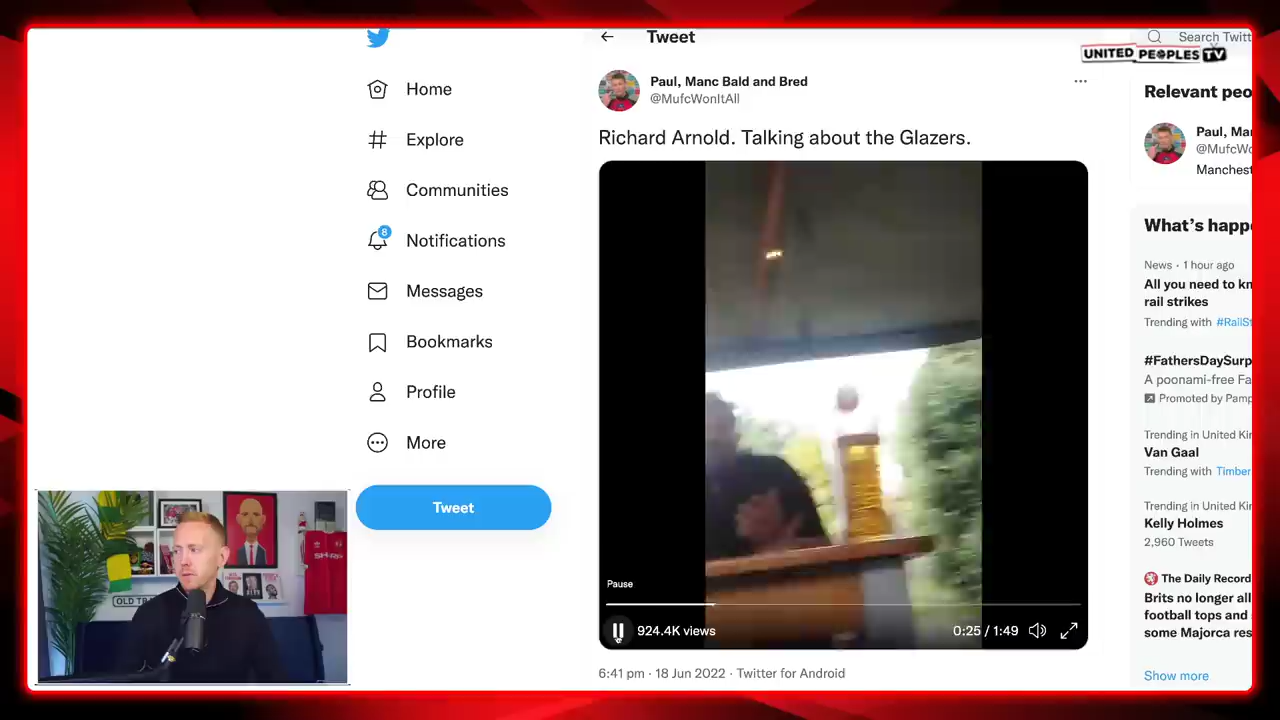 Tweet
Search Twitt
UNITED PEOPLES TV
Home
Explore
Communities
8
Notifications
Messages
Bookmarks
Profile
More
Tweet
Paul, Manc Bald and Bred
@MufcWonItAll
Richard Arnold. Talking about the Glazers.
Pause
924.4K views
0:25 / 1:49
6:41 pm · 18 Jun 2022 · Twitter for Android
Relevant peo
Paul, Ma
@MufcWo
Manchest
What's happ
News · 1 hour ago
All you need to kn
rail strikes
Trending with #RailSt
#FathersDaySurp
A poonami-free Fa
Promoted by Pamp
Trending in United Kin
Van Gaal
Trending with Timber
Trending in United Kin
Kelly Holmes
2,960 Tweets
The Daily Record
Brits no longer all
football tops and
some Majorca res
Show more
OLD TR
SHARP